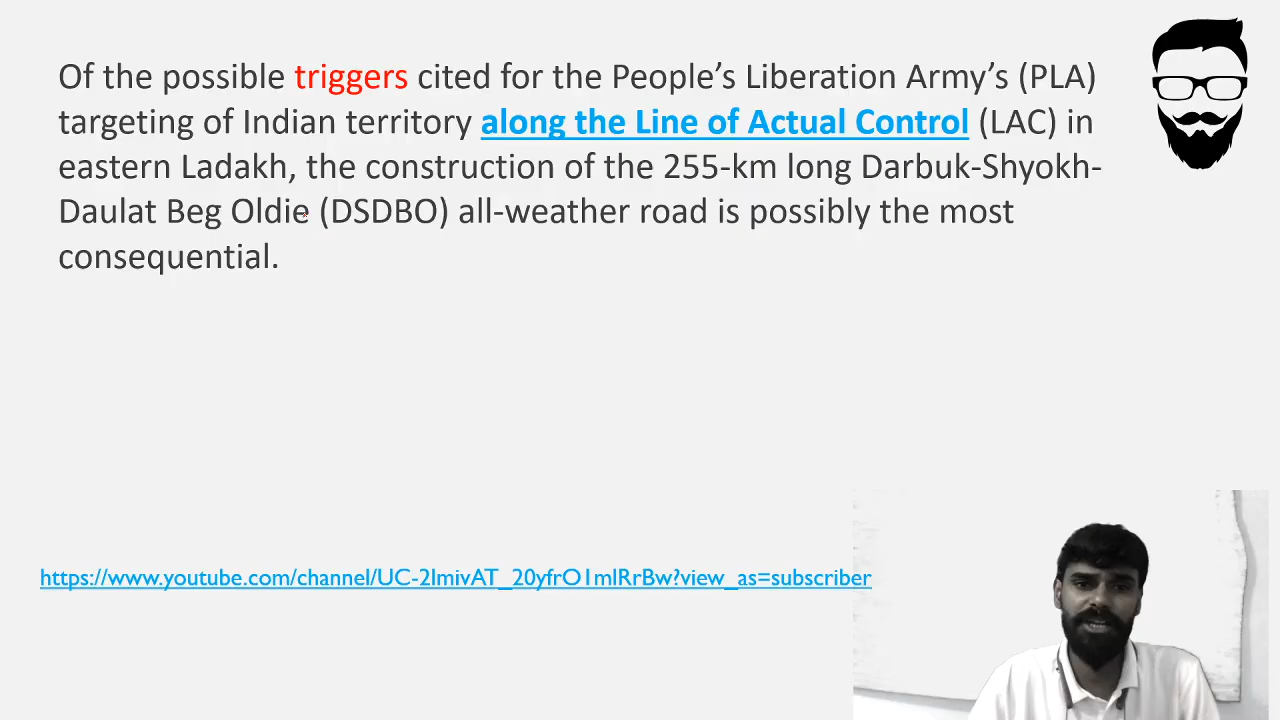 Of the possible triggers cited for the People’s Liberation Army’s (PLA)
targeting of Indian territory along the Line of Actual Control (LAC) in
eastern Ladakh, the construction of the 255-km long Darbuk-Shyokh-
Daulat Beg Oldie (DSDBO) all-weather road is possibly the most
consequential.
https://www.youtube.com/channel/UC-2lmivAT_20yfrO1mlRrBw?view_as=subscriber